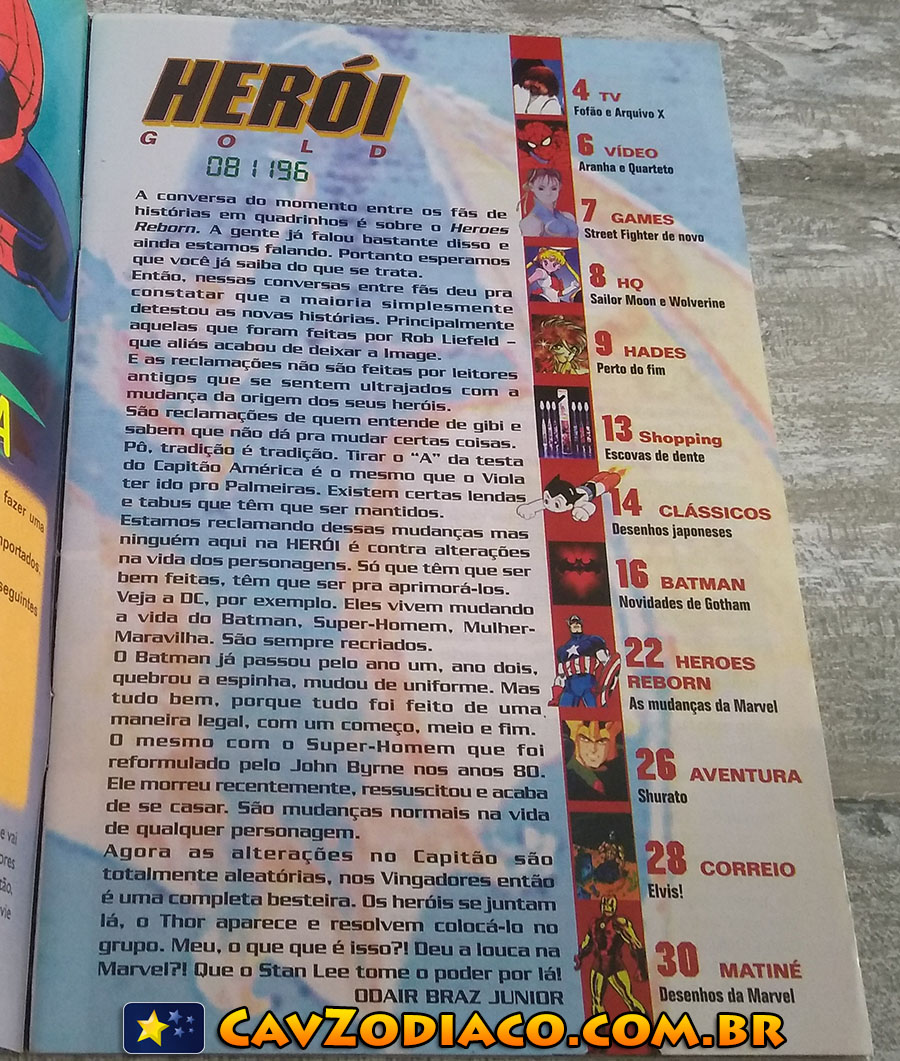 HERÓI
GOLD
081196
A conversa do momento entre os fãs de
histórias em quadrinhos é sobre o Heroes
Reborn. A gente já falou bastante disso e
ainda estamos falando. Portanto esperamos
que você já saiba do que se trata.
Então, nessas conversas entre fãs deu pra
constatar que a maioria simplesmente
detestou as novas histórias. Principalmente
aquelas que foram feitas por Rob Liefeld –
que aliás acabou de deixar a Image.
E as reclamações não são feitas por leitores
antigos que se sentem ultrajados com a
mudança da origem dos seus heróis.
São reclamações de quem entende de gibi e
sabem que não dá pra mudar certas coisas.
Pô, tradição é tradição. Tirar o “A” da testa
do Capitão América é o mesmo que o Viola
ter ido pro Palmeiras. Existem certas lendas
e tabus que têm que ser mantidos.
Estamos reclamando dessas mudanças mas
ninguém aqui na HERÓI é contra alterações
na vida dos personagens. Só que têm que ser
bem feitas, têm que ser pra aprimorá-los.
Veja a DC, por exemplo. Eles vivem mudando
a vida do Batman, Super-Homem, Mulher-
Maravilha. São sempre recriados.
O Batman já passou pelo ano um, ano dois,
quebrou a espinha, mudou de uniforme. Mas
tudo bem, porque tudo foi feito de uma
maneira legal, com um começo, meio e fim.
O mesmo com o Super-Homem que foi
reformulado pelo John Byrne nos anos 80.
Ele morreu recentemente, ressuscitou e acaba
de se casar. São mudanças normais na vida
de qualquer personagem.
Agora as alterações no Capitão são
totalmente aleatórias, nos Vingadores então
é uma completa besteira. Os heróis se juntam
lá, o Thor aparece e resolvem colocá-lo no
grupo. Meu, o que que é isso?! Deu a louca na
Marvel?! Que o Stan Lee tome o poder por lá!
ODAIR BRAZ JUNIOR
4 TV
Fofão e Arquivo X
6 VÍDEO
Aranha e Quarteto
7 GAMES
Street Fighter de novo
8 HQ
Sailor Moon e Wolverine
9 HADES
Perto do fim
13 Shopping
Escovas de dente
14 CLÁSSICOS
Desenhos japoneses
16 BATMAN
Novidades de Gotham
22 HEROES
REBORN
As mudanças da Marvel
26 AVENTURA
Shurato
28 CORREIO
Elvis!
30 MATINÉ
Desenhos da Marvel
A
fazer uma
mportados,
seguintes
e vai
ores
tão,
vie
CavZodiaco.com.br